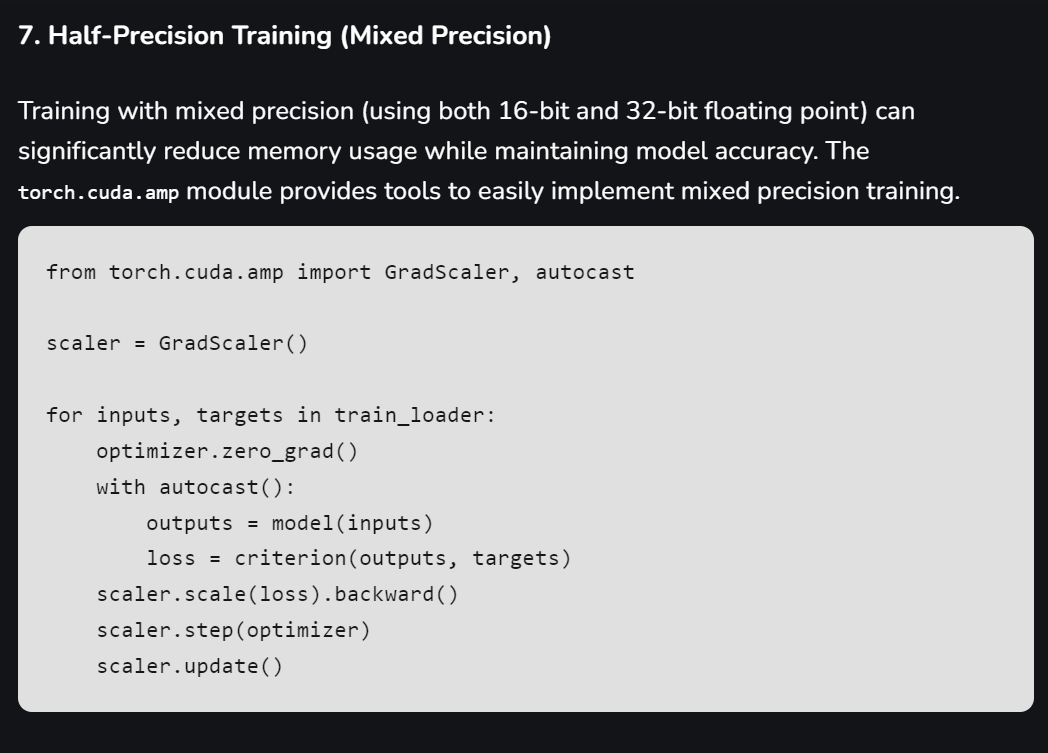 7. Half-Precision Training (Mixed Precision)
Training with mixed precision (using both 16-bit and 32-bit floating point) can
significantly reduce memory usage while maintaining model accuracy. The
torch.cuda.amp module provides tools to easily implement mixed precision training.
from torch.cuda.amp import GradScaler, autocast
scaler = GradScaler()
for inputs, targets in train_loader:
    optimizer.zero_grad()
    with autocast():
        outputs = model(inputs)
        loss = criterion(outputs, targets)
    scaler.scale(loss).backward()
    scaler.step(optimizer)
    scaler.update()